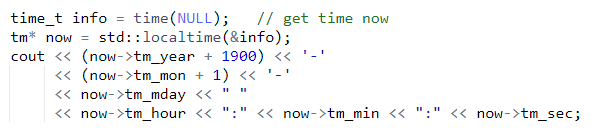 time_t info = time(NULL);   // get time now
tm* now = std::localtime(&info);
cout << (now->tm_year + 1900) << '-'
     << (now->tm_mon + 1) << '-'
     << now->tm_mday << " "
     << now->tm_hour << ":" << now->tm_min << ":" << now->tm_sec;